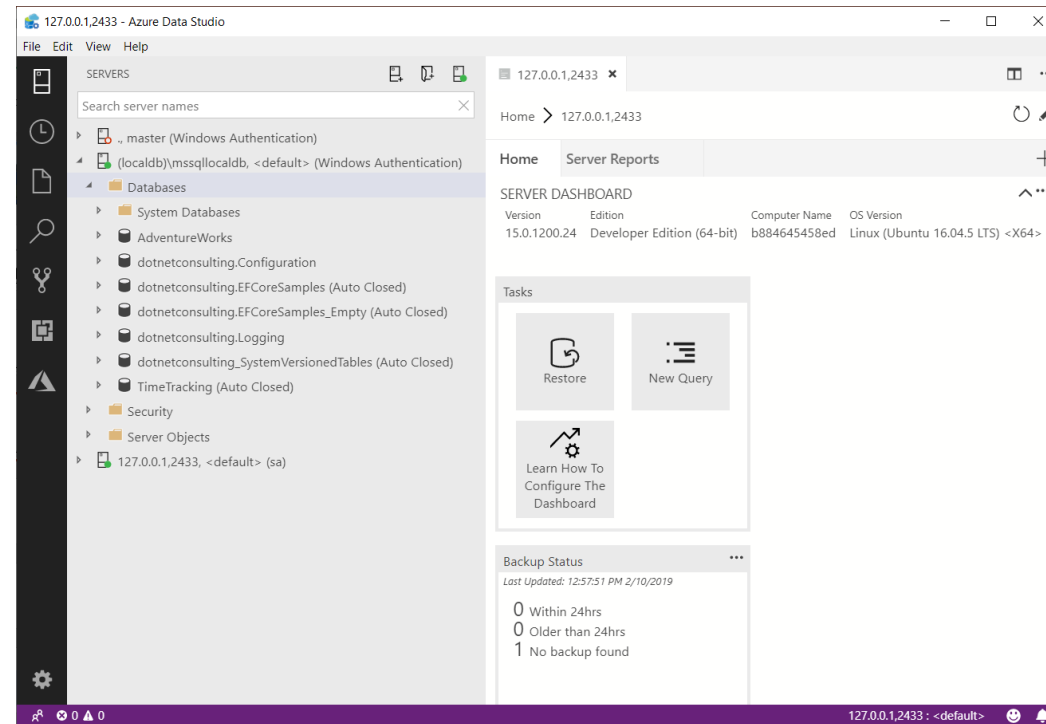 127.0.0.1,2433 - Azure Data Studio
File Edit View Help
SERVERS
Search server names
., master (Windows Authentication)
(localdb)\mssqllocaldb, <default> (Windows Authentication)
Databases
System Databases
AdventureWorks
dotnetconsulting.Configuration
dotnetconsulting.EFCoreSamples (Auto Closed)
dotnetconsulting.EFCoreSamples_Empty (Auto Closed)
dotnetconsulting.Logging
dotnetconsulting_SystemVersionedTables (Auto Closed)
TimeTracking (Auto Closed)
Security
Server Objects
127.0.0.1,2433, <default> (sa)
127.0.0.1,2433
Home 127.0.0.1,2433
Home Server Reports
SERVER DASHBOARD
Version Edition Computer Name OS Version
15.0.1200.24 Developer Edition (64-bit) b884645458ed Linux (Ubuntu 16.04.5 LTS) <X64>
Tasks
Restore
New Query
Learn How To
Configure The
Dashboard
Backup Status
Last Updated: 12:57:51 PM 2/10/2019
0 Within 24hrs
0 Older than 24hrs
1 No backup found
0 0
127.0.0.1,2433 : <default>